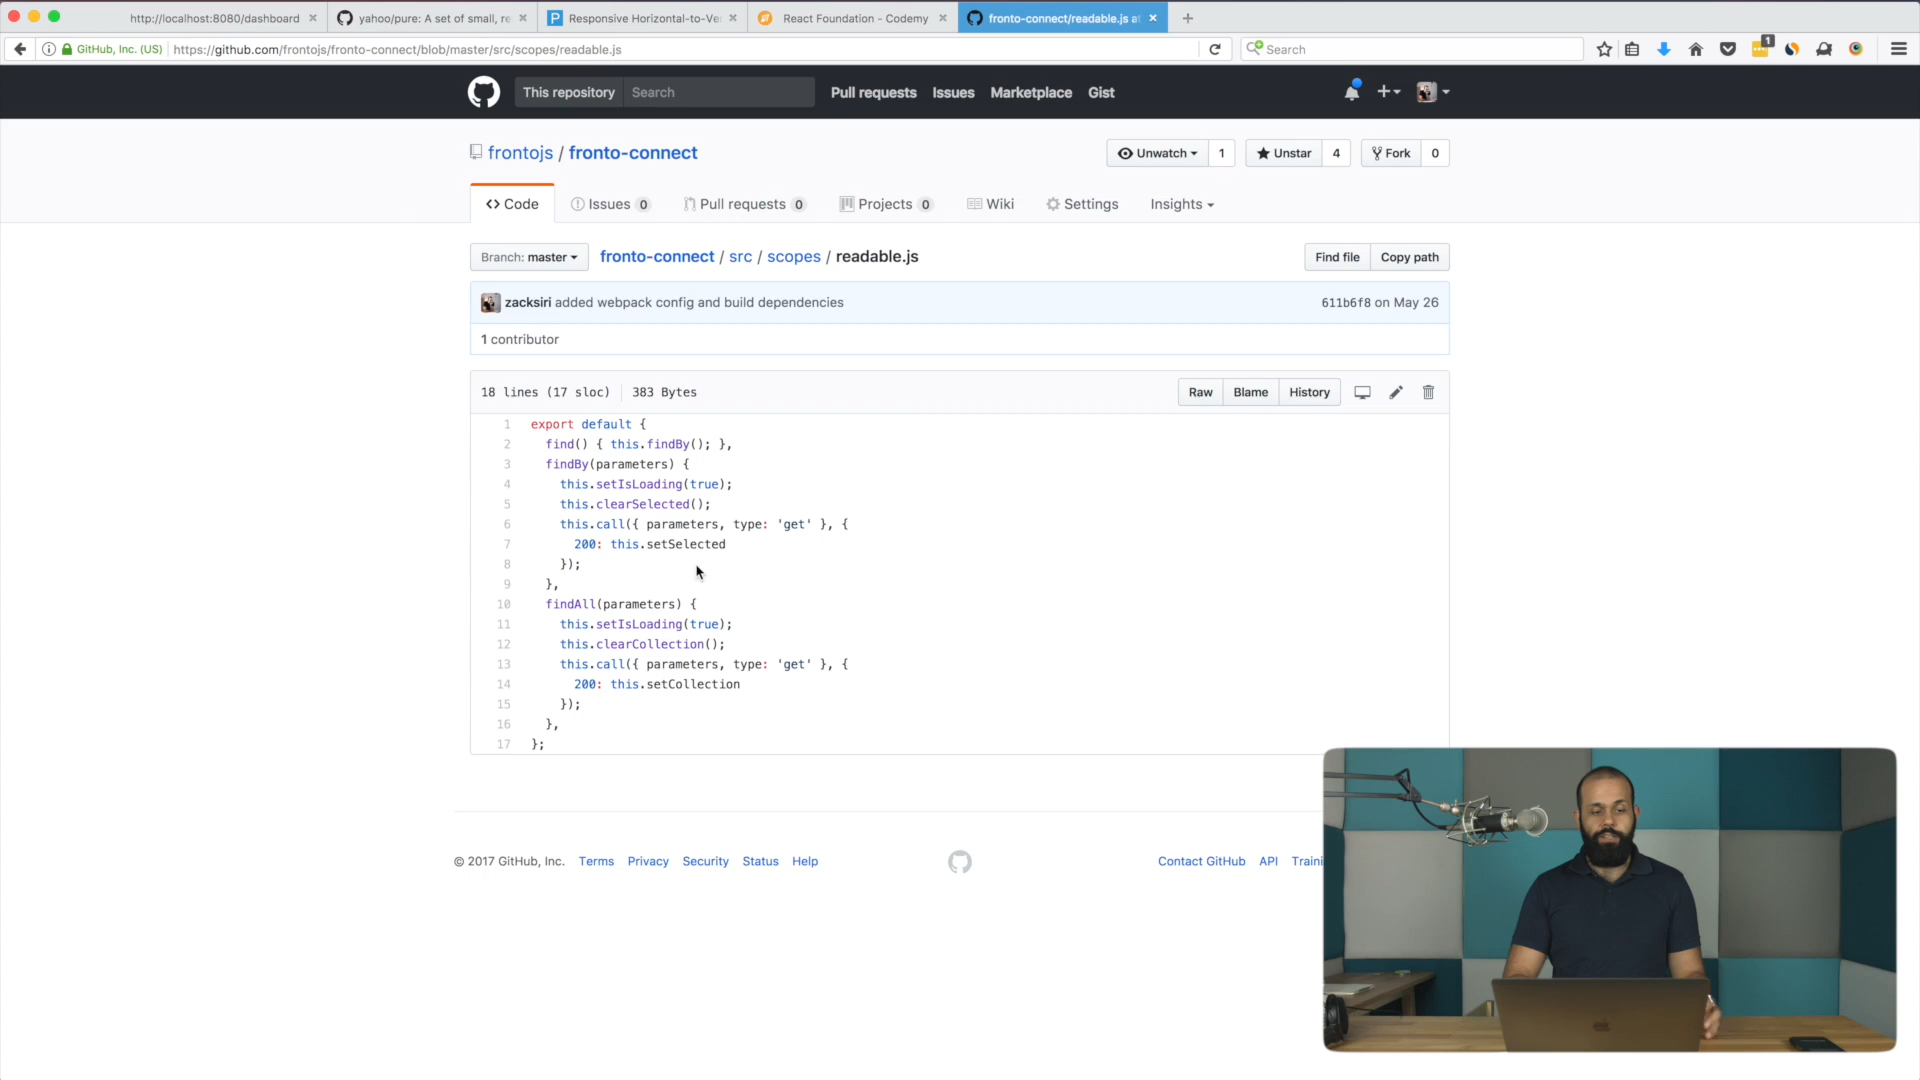 http://localhost:8080/dashboard
yahoo/pure: A set of small, re
Responsive Horizontal-to-Ve
React Foundation - Codemy
fronto-connect/readable.js at
GitHub, Inc. (US)
https://github.com/frontojs/fronto-connect/blob/master/src/scopes/readable.js
Search
1
This repository
Search
Pull requests
Issues
Marketplace
Gist
frontojs / fronto-connect
Unwatch 1
Unstar 4
Fork 0
Code
Issues 0
Pull requests 0
Projects 0
Wiki
Settings
Insights
Branch: master
fronto-connect / src / scopes / readable.js
Find file
Copy path
zacksiri added webpack config and build dependencies
611b6f8 on May 26
1 contributor
18 lines (17 sloc)
383 Bytes
Raw
Blame
History
1 export default {
2 find() { this.findBy(); },
3 findBy(parameters) {
4 this.setIsLoading(true);
5 this.clearSelected();
6 this.call({ parameters, type: 'get' }, {
7 200: this.setSelected
8 });
9 },
10 findAll(parameters) {
11 this.setIsLoading(true);
12 this.clearCollection();
13 this.call({ parameters, type: 'get' }, {
14 200: this.setCollection
15 });
16 },
17 };
© 2017 GitHub, Inc.
Terms
Privacy
Security
Status
Help
Contact GitHub
API
Traini